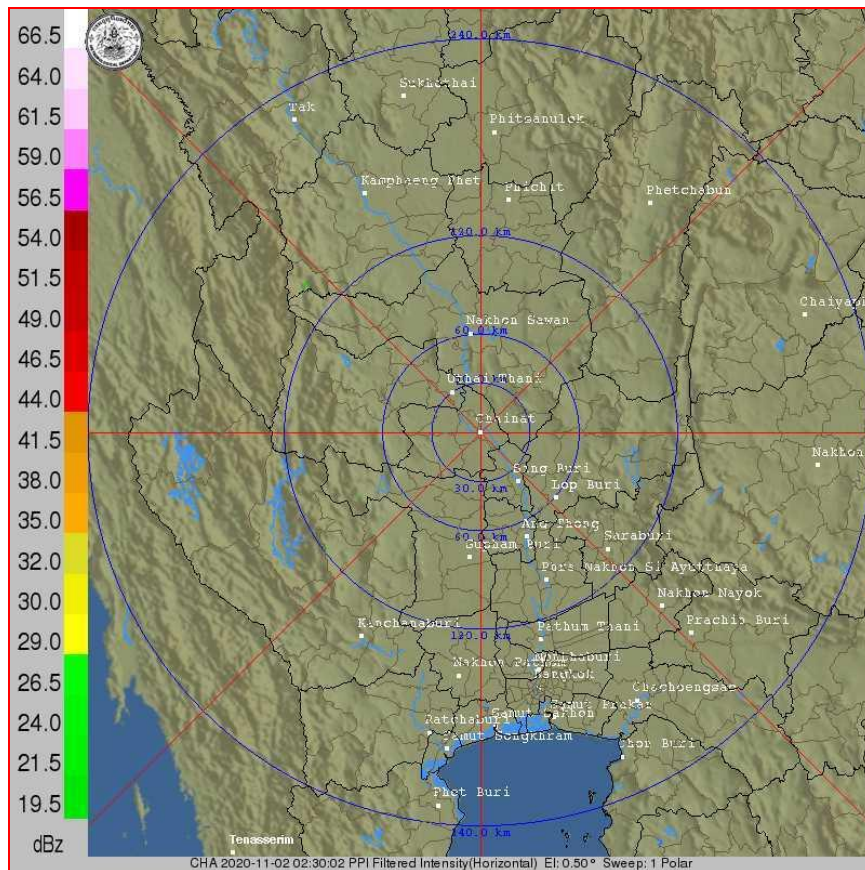 66.5
64.0
61.5
59.0
56.5
54.0
51.5
49.0
46.5
44.0
41.5
38.0
35.0
32.0
30.0
29.0
26.5
24.0
21.5
19.5
dBz
240.0 km
Sukhothai
Tak
Phitsanulok
Kamphaeng Phet
Phichit
Phetchabun
120.0 km
Chaiyaph
Nakhon Sawan
60.0 km
Uthai Thani
Chainat
Sing Buri
Nakhon
30.0 km
Lop Buri
Ang Thong
60.0 km
Supham Buri
Saraburi
Pora Nakhon Si Ayutthaya
Nakhon Nayok
Kanchanaburi
120.0 km
Pathum Thani
Prachin Buri
Nonthaburi
Nakhon Pathom
Bangkok
Chachoengsao
Samut Prakar
Samut Sakhon
Ratchaburi
Samut Songkhram
Chon Buri
Phet Buri
240.0 km
Tenasserim
CHA 2020-11-02 02:30:02 PPI Filtered Intensity(Horizontal) El: 0.50° Sweep: 1 Polar